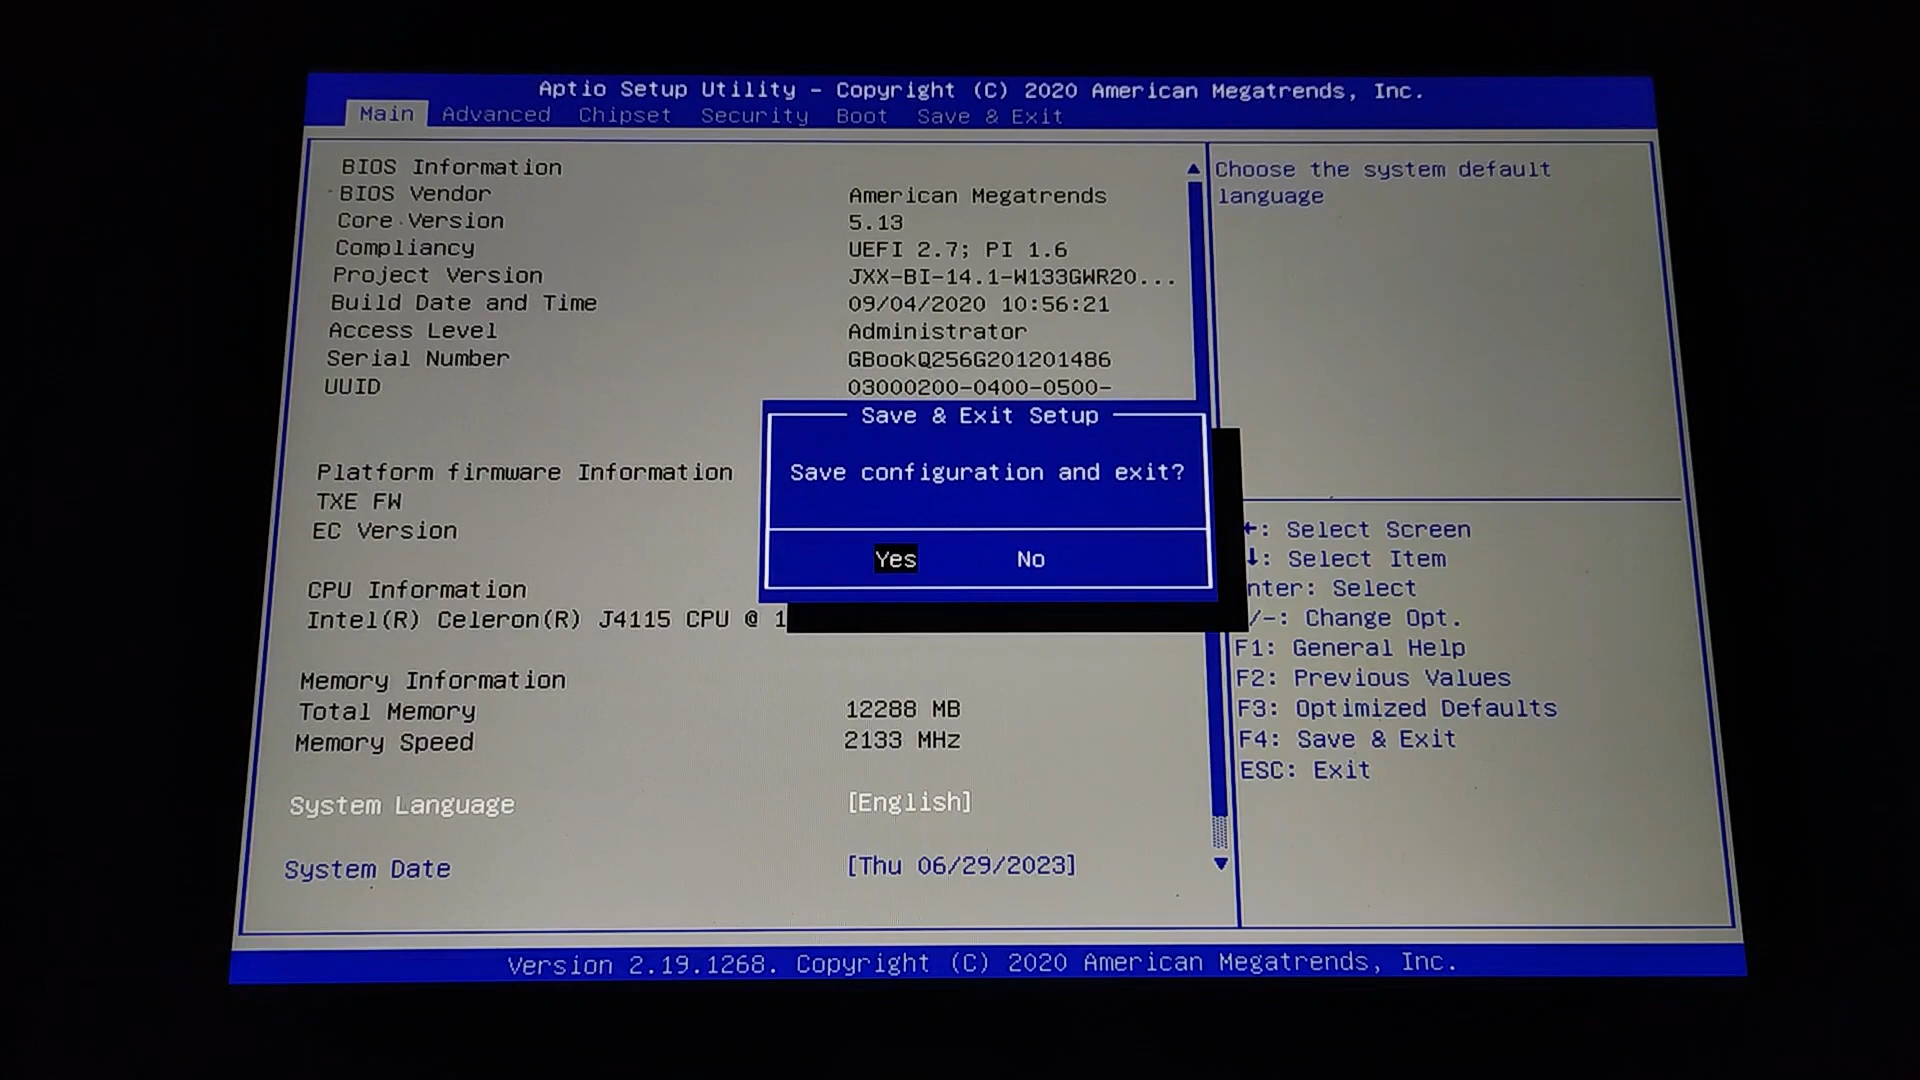 Aptio Setup Utility - Copyright (C) 2020 American Megatrends, Inc.
Main Advanced Chipset Security Boot Save & Exit
BIOS Information
BIOS Vendor American Megatrends
Core Version 5.13
Compliancy UEFI 2.7; PI 1.6
Project Version JXX-BI-14.1-W133GWR20...
Build Date and Time 09/04/2020 10:56:21
Access Level Administrator
Serial Number GBookQ256G201201486
UUID 03000200-0400-0500-
Platform firmware Information
TXE FW
EC Version
CPU Information
Intel(R) Celeron(R) J4115 CPU @ 1
Memory Information
Total Memory 12288 MB
Memory Speed 2133 MHz
System Language [English]
System Date [Thu 06/29/2023]
Save & Exit Setup
Save configuration and exit?
Yes No
Choose the system default
language
←: Select Screen
↓: Select Item
nter: Select
/-: Change Opt.
F1: General Help
F2: Previous Values
F3: Optimized Defaults
F4: Save & Exit
ESC: Exit
Version 2.19.1268. Copyright (C) 2020 American Megatrends, Inc.